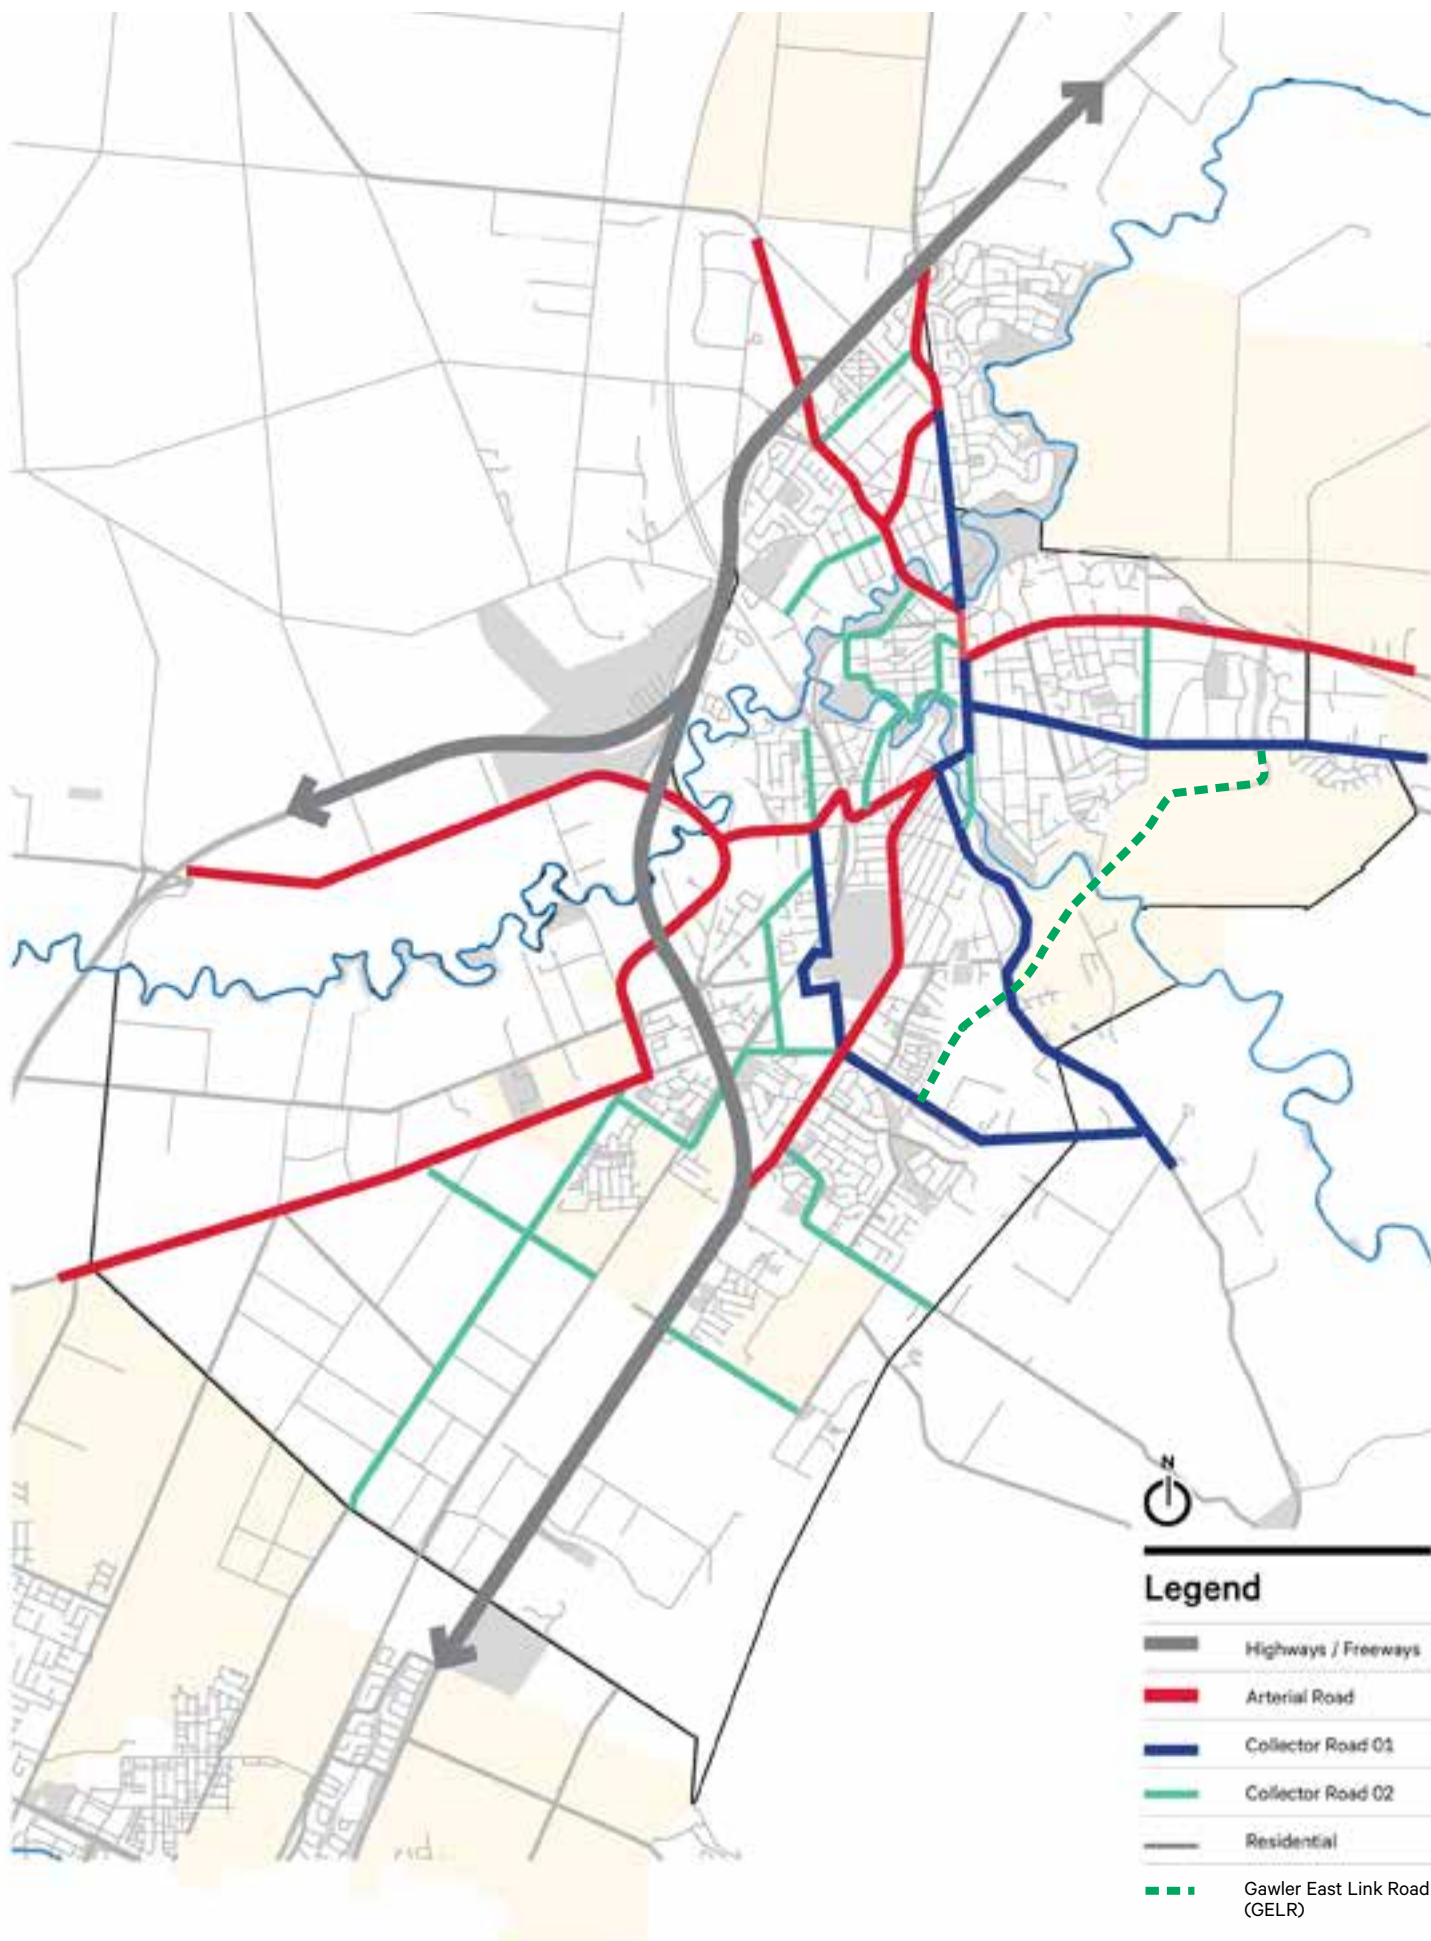 N
Legend
Highways / Freeways
Arterial Road
Collector Road 01
Collector Road 02
Residential
Gawler East Link Road
(GELR)